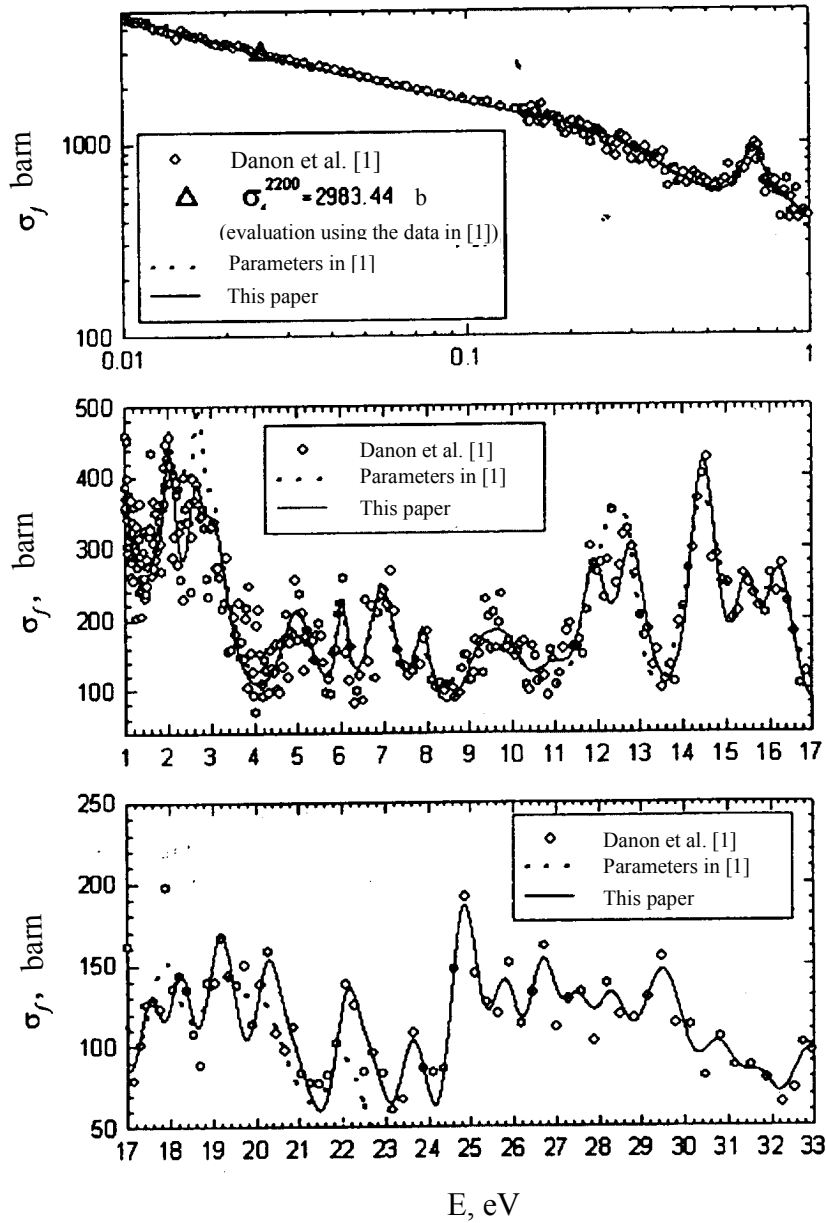 σf barn
1000
100
0.01 0.1 1
Danon et al. [1]
2200 = 2983.44 b
(evaluation using the data in [1])
Parameters in [1]
This paper
σf, barn
500
400
300
200
100
1 2 3 4 5 6 7 8 9 10 11 12 13 14 15 16 17
Danon et al. [1]
Parameters in [1]
This paper
σf, barn
250
200
150
100
50
17 18 19 20 21 22 23 24 25 26 27 28 29 30 31 32 33
Danon et al. [1]
Parameters in [1]
This paper
E, eV